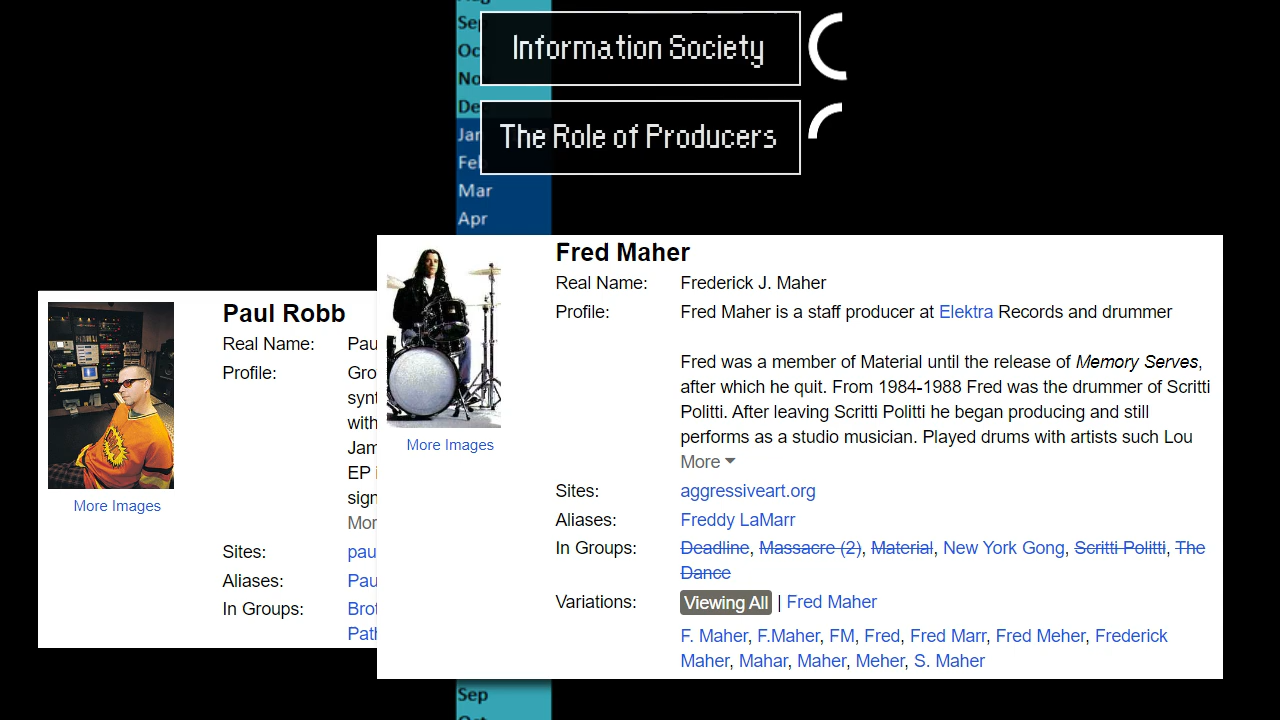 Sep
Information Society
The Role of Producers
Jan
Feb
Mar
Apr
Paul Robb
Real Name:
Profile:
with
EP
More Images
Sites:
Aliases:
In Groups:
Fred Maher
Real Name: Frederick J. Maher
Profile: Fred Maher is a staff producer at Elektra Records and drummer
Fred was a member of Material until the release of Memory Serves,
after which he quit. From 1984-1988 Fred was the drummer of Scritti
Politti. After leaving Scritti Politti he began producing and still
performs as a studio musician. Played drums with artists such Lou
More
More Images
Sites: aggressiveart.org
Aliases: Freddy LaMarr
In Groups: Deadline, Massacre (2), Material, New York Gong, Scritti Politti, The
Dance
Variations: Viewing All | Fred Maher
F. Maher, F.Maher, FM, Fred, Fred Marr, Fred Meher, Frederick
Maher, Mahar, Maher, Meher, S. Maher
Sep